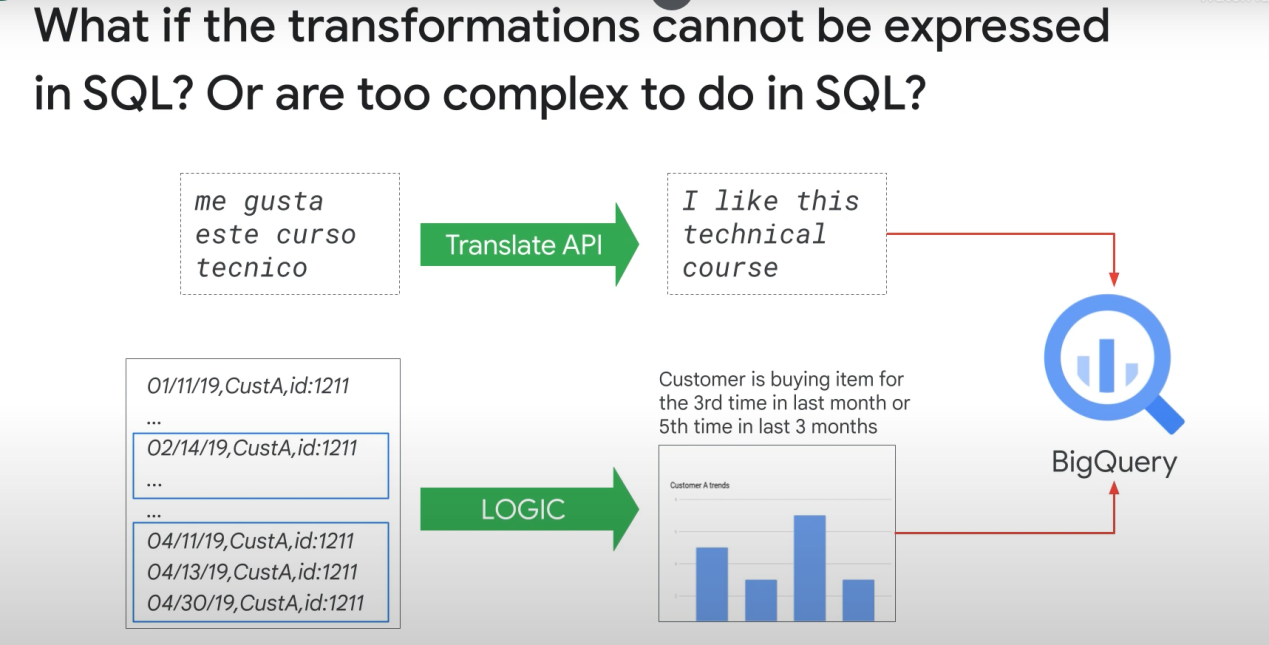 What if the transformations cannot be expressed
in SQL? Or are too complex to do in SQL?
me gusta
este curso
tecnico
Translate API
I like this
technical
course
01/11/19,CustA,id:1211
...
02/14/19,CustA,id:1211
...
...
04/11/19,CustA,id:1211
04/13/19,CustA,id:1211
04/30/19,CustA,id:1211
LOGIC
Customer is buying item for
the 3rd time in last month or
5th time in last 3 months
Customer A trends
BigQuery